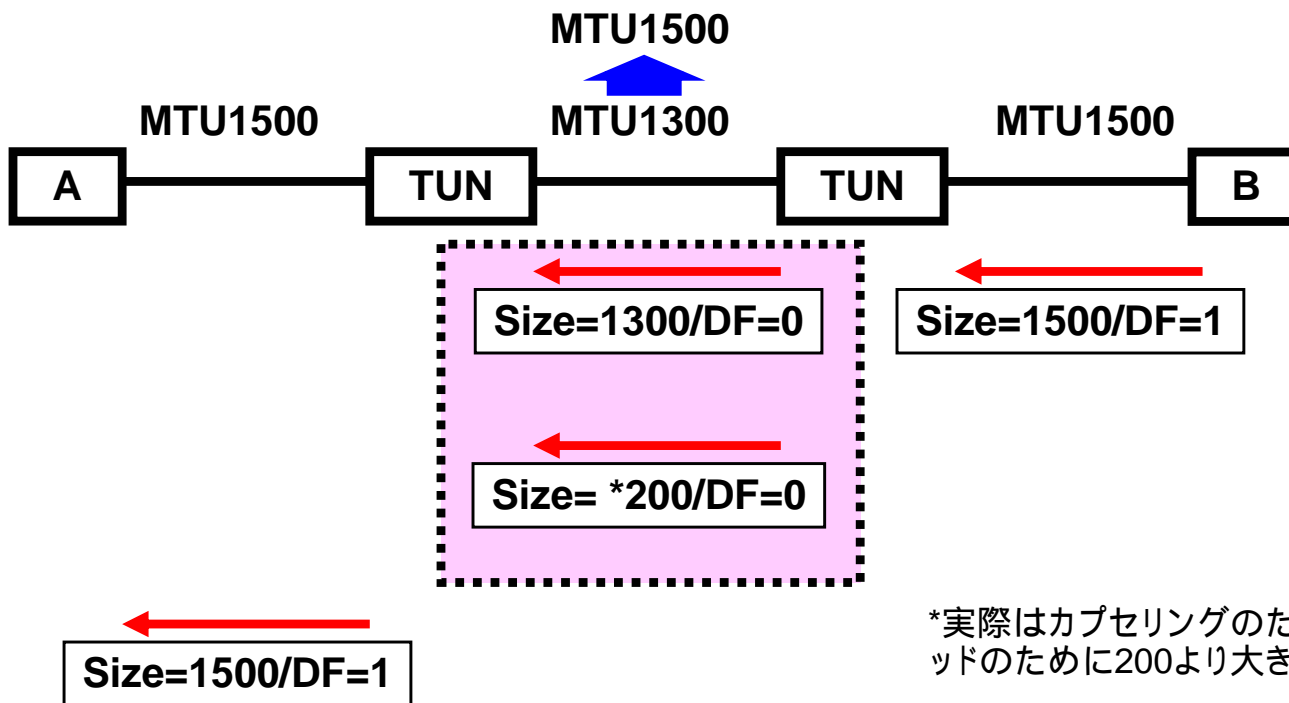 MTU1500
MTU1500 MTU1300 MTU1500
A TUN TUN B
Size=1300/DF=0 Size=1500/DF=1
Size= *200/DF=0
*実際はカプセリングのた
ッドのために200より大き
Size=1500/DF=1